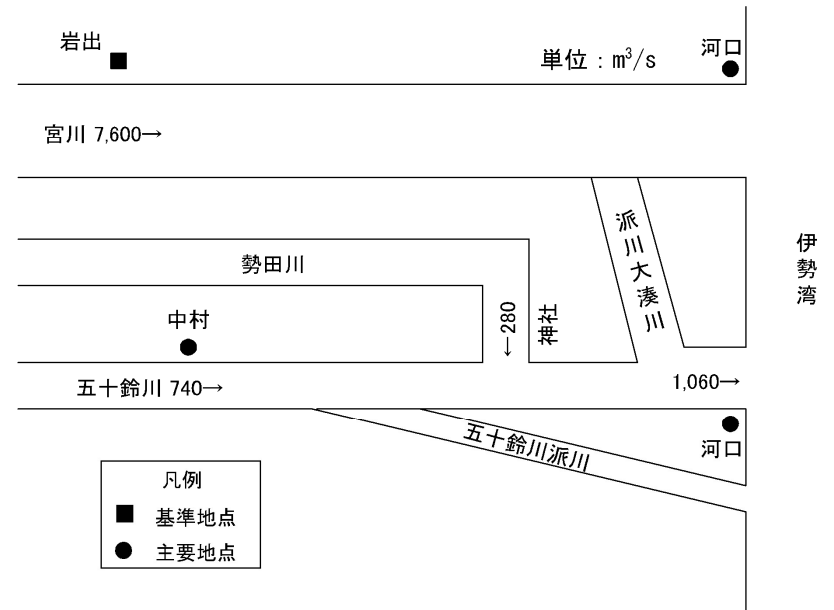 岩出
単位：m³/s
河口
宮川 7,600→
派川大湊川
伊勢湾
勢田川
中村
←280
神社
五十鈴川 740→
1,060→
五十鈴川派川
河口
凡例
基準地点
主要地点